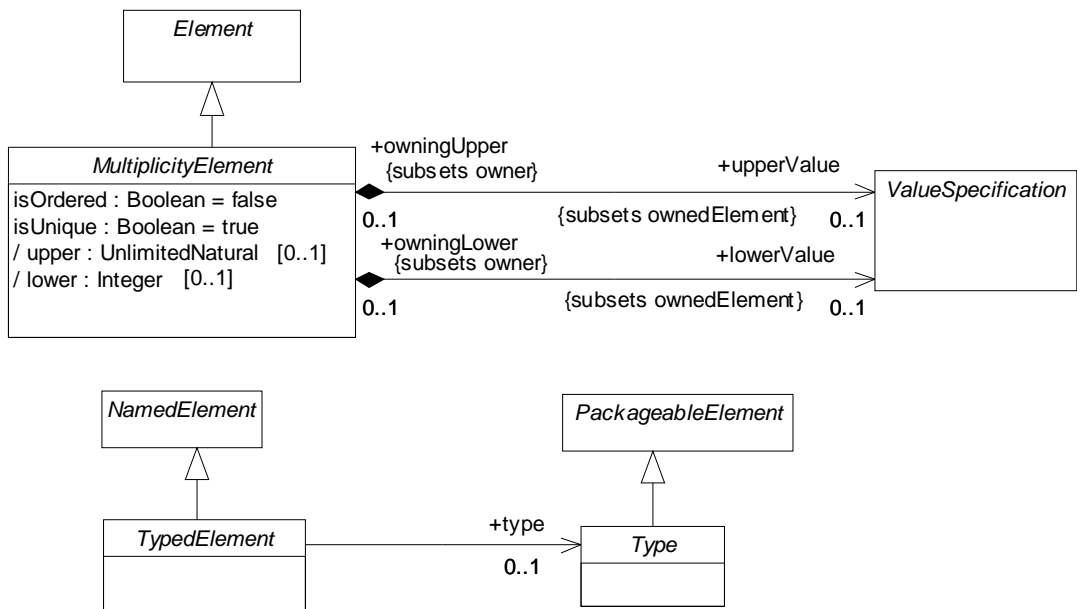 Element
MultiplicityElement
isOrdered : Boolean = false
isUnique : Boolean = true
/ upper : UnlimitedNatural [0..1]
/ lower : Integer [0..1]
+owningUpper
{subsets owner}
0..1
+upperValue
{subsets ownedElement}
0..1
+owningLower
{subsets owner}
0..1
+lowerValue
{subsets ownedElement}
0..1
ValueSpecification
NamedElement
PackageableElement
TypedElement
+type
0..1
Type